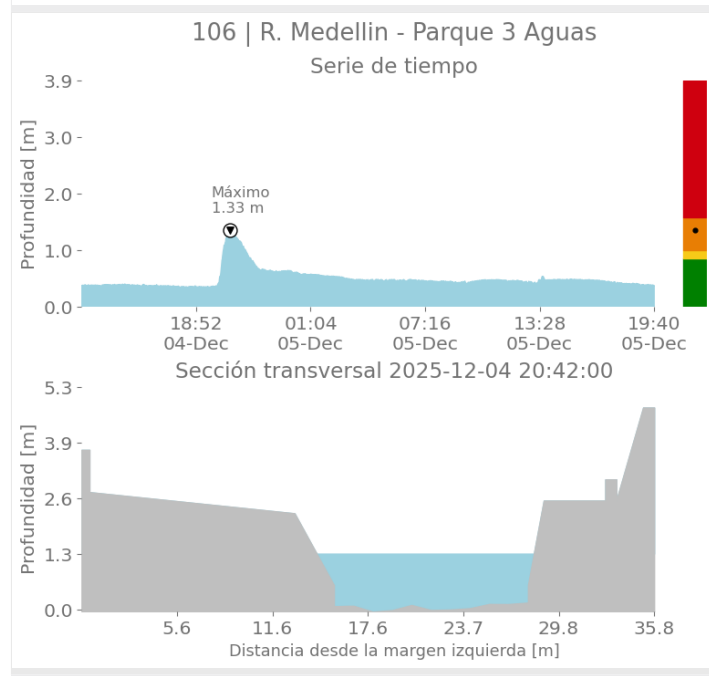 106 | R. Medellin - Parque 3 Aguas
Serie de tiempo
Profundidad [m]
3.9
3.0
2.0
1.0
0.0
Máximo
1.33 m
18:52 01:04 07:16 13:28 19:40
04-Dec 05-Dec 05-Dec 05-Dec 05-Dec
Sección transversal 2025-12-04 20:42:00
Profundidad [m]
5.3
3.9
2.6
1.3
0.0
5.6 11.6 17.6 23.7 29.8 35.8
Distancia desde la margen izquierda [m]